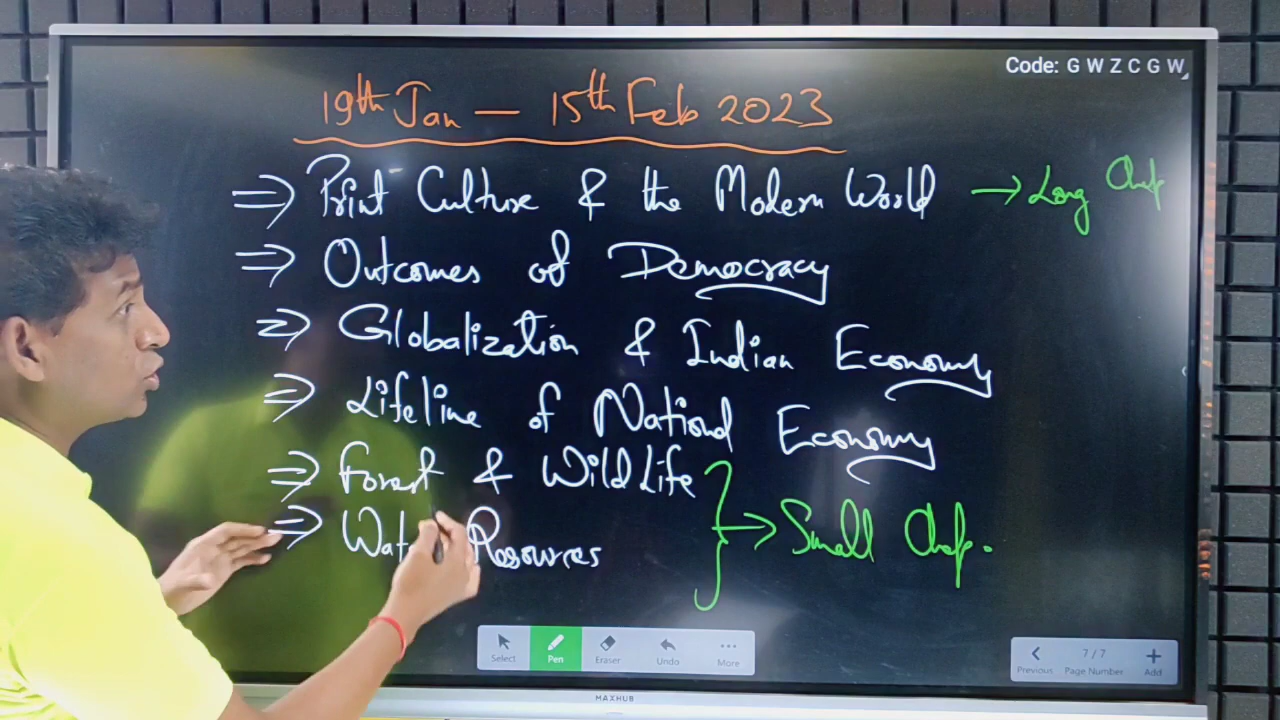 Code: G W Z C G W
19th Jan — 15th Feb 2023
⇒ Print Culture & the Modern World → Long Chap
⇒ Outcomes of Democracy
⇒ Globalization & Indian Economy
⇒ Lifeline of National Economy
⇒ Forest & Wild Life
⇒ Wat Resources
} → Small Chap.
Select Pen Eraser Undo More
Previous 7 / 7 Page Number Add
MAXHUB